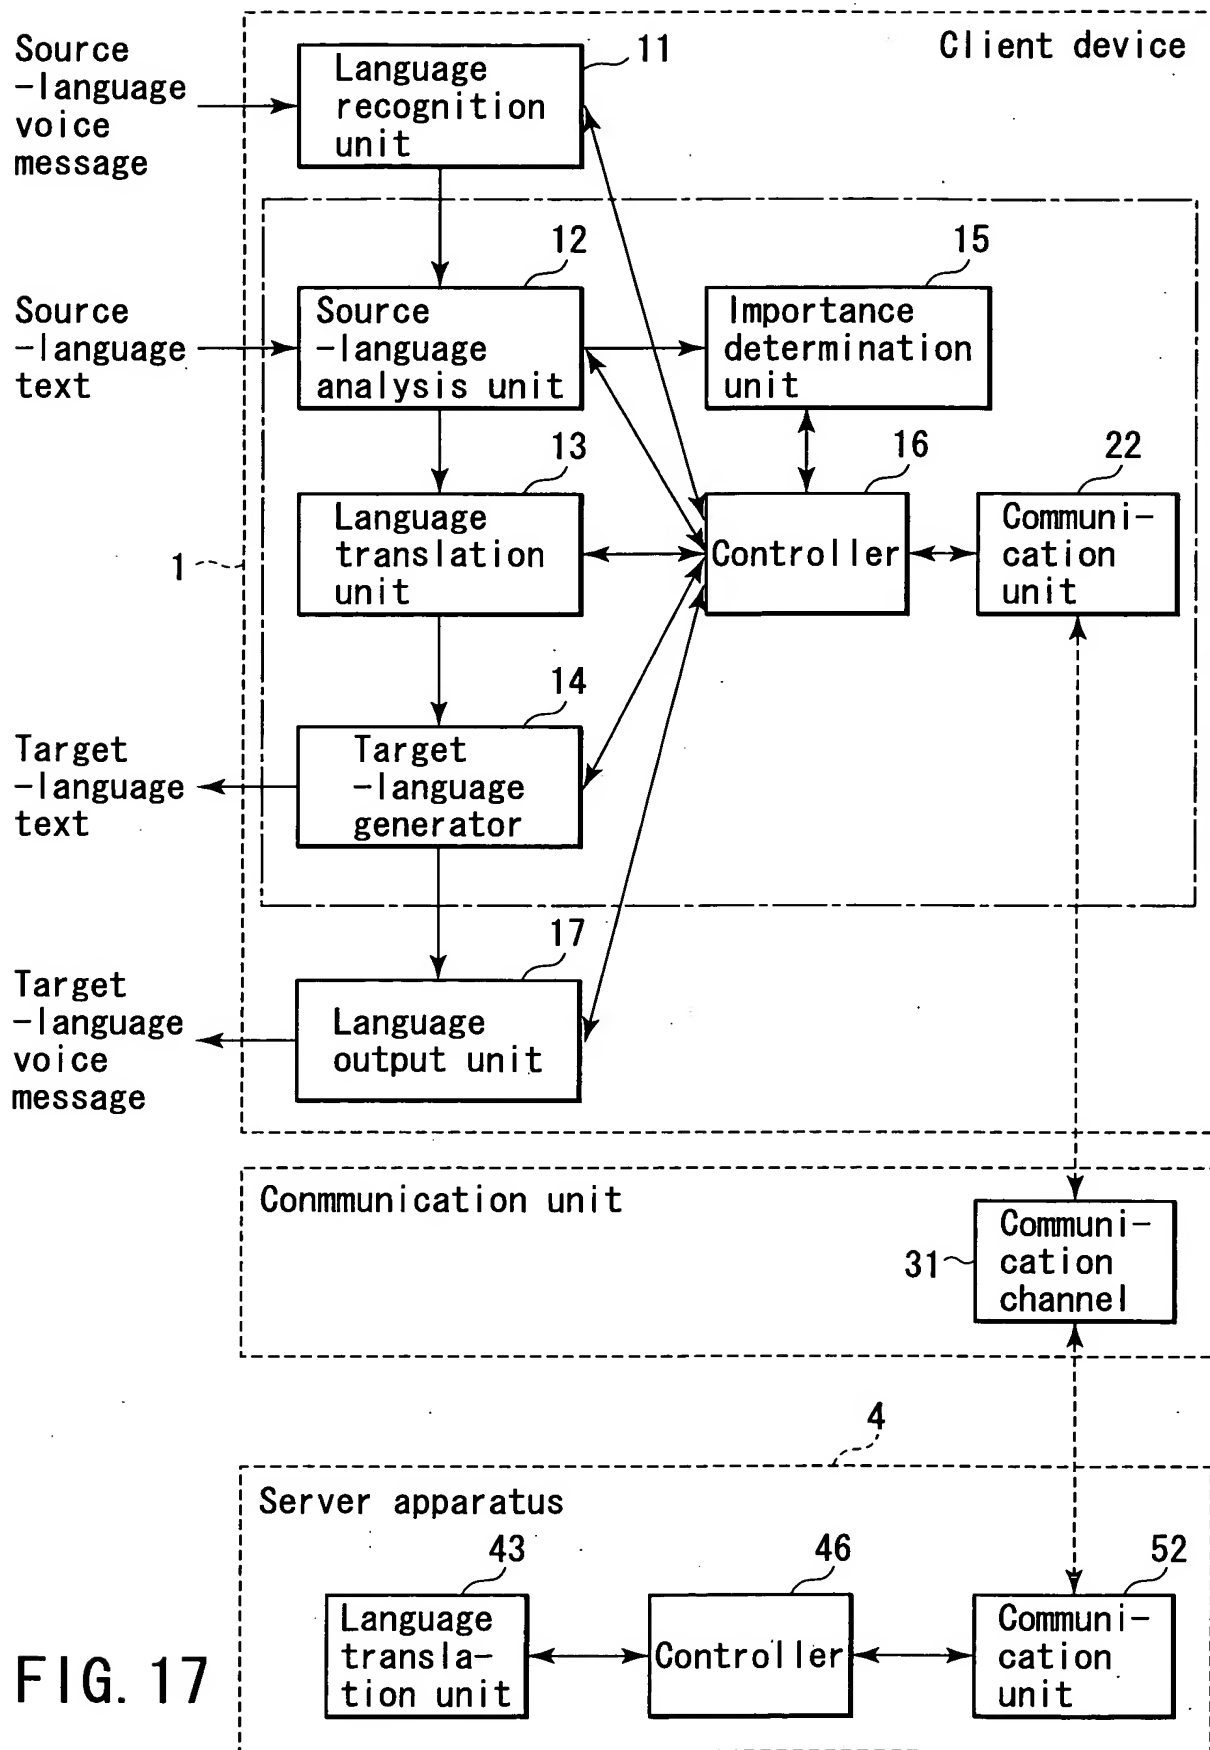 Client device
Source
-language
voice
message
11
Language
recognition
unit
12
15
Source
-language
text
Source
-language
analysis unit
Importance
determination
unit
13
16
22
1
Language
translation
unit
Controller
Communi-
cation
unit
14
Target
-language
text
Target
-language
generator
17
Target
-language
voice
message
Language
output unit
Conmmunication unit
31
Communi-
cation
channel
4
Server apparatus
43
46
52
Language
transla-
tion unit
Controller
Communi-
cation
unit
FIG. 17